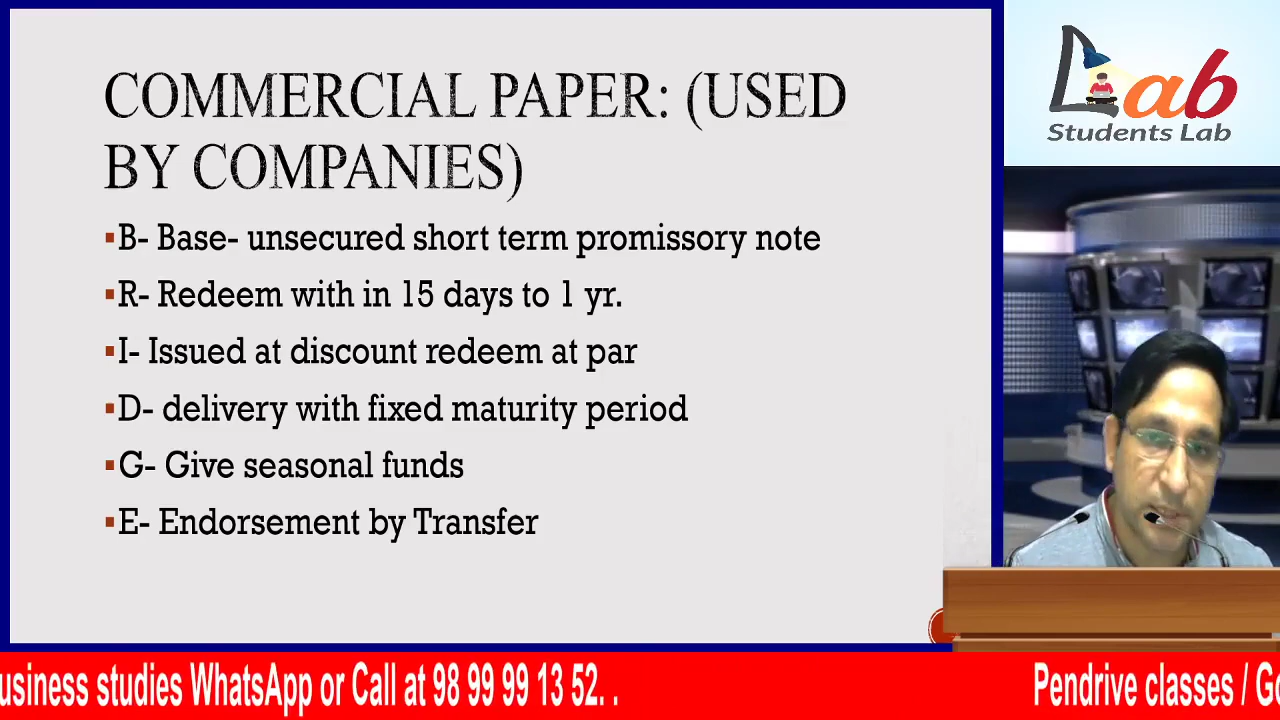 COMMERCIAL PAPER: (USED
BY COMPANIES)
▪B- Base- unsecured short term promissory note
▪R- Redeem with in 15 days to 1 yr.
▪I- Issued at discount redeem at par
▪D- delivery with fixed maturity period
▪G- Give seasonal funds
▪E- Endorsement by Transfer
Lab
Students Lab
usiness studies WhatsApp or Call at 98 99 99 13 52. .
Pendrive classes / Go